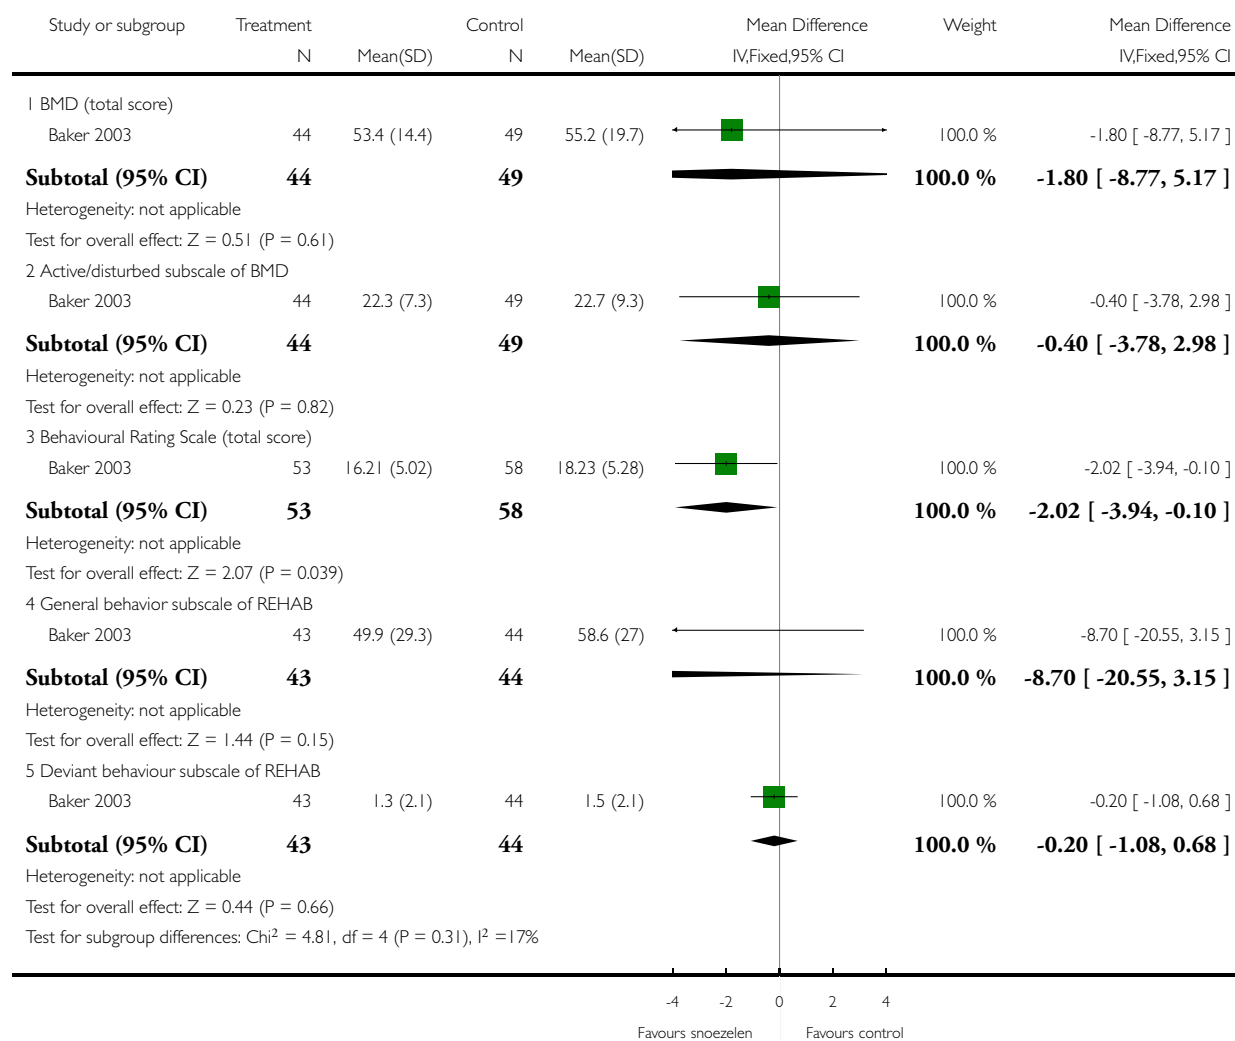 Study or subgroup Treatment Control Mean Difference Weight Mean Difference
N Mean(SD) N Mean(SD) IV,Fixed,95% CI IV,Fixed,95% CI
1 BMD (total score)
Baker 2003 44 53.4 (14.4) 49 55.2 (19.7) 100.0 % -1.80 [ -8.77, 5.17 ]
Subtotal (95% CI) 44 49 100.0 % -1.80 [ -8.77, 5.17 ]
Heterogeneity: not applicable
Test for overall effect: Z = 0.51 (P = 0.61)
2 Active/disturbed subscale of BMD
Baker 2003 44 22.3 (7.3) 49 22.7 (9.3) 100.0 % -0.40 [ -3.78, 2.98 ]
Subtotal (95% CI) 44 49 100.0 % -0.40 [ -3.78, 2.98 ]
Heterogeneity: not applicable
Test for overall effect: Z = 0.23 (P = 0.82)
3 Behavioural Rating Scale (total score)
Baker 2003 53 16.21 (5.02) 58 18.23 (5.28) 100.0 % -2.02 [ -3.94, -0.10 ]
Subtotal (95% CI) 53 58 100.0 % -2.02 [ -3.94, -0.10 ]
Heterogeneity: not applicable
Test for overall effect: Z = 2.07 (P = 0.039)
4 General behavior subscale of REHAB
Baker 2003 43 49.9 (29.3) 44 58.6 (27) 100.0 % -8.70 [ -20.55, 3.15 ]
Subtotal (95% CI) 43 44 100.0 % -8.70 [ -20.55, 3.15 ]
Heterogeneity: not applicable
Test for overall effect: Z = 1.44 (P = 0.15)
5 Deviant behaviour subscale of REHAB
Baker 2003 43 1.3 (2.1) 44 1.5 (2.1) 100.0 % -0.20 [ -1.08, 0.68 ]
Subtotal (95% CI) 43 44 100.0 % -0.20 [ -1.08, 0.68 ]
Heterogeneity: not applicable
Test for overall effect: Z = 0.44 (P = 0.66)
Test for subgroup differences: Chi² = 4.81, df = 4 (P = 0.31), I² =17%
-4 -2 0 2 4
Favours snoezelen Favours control